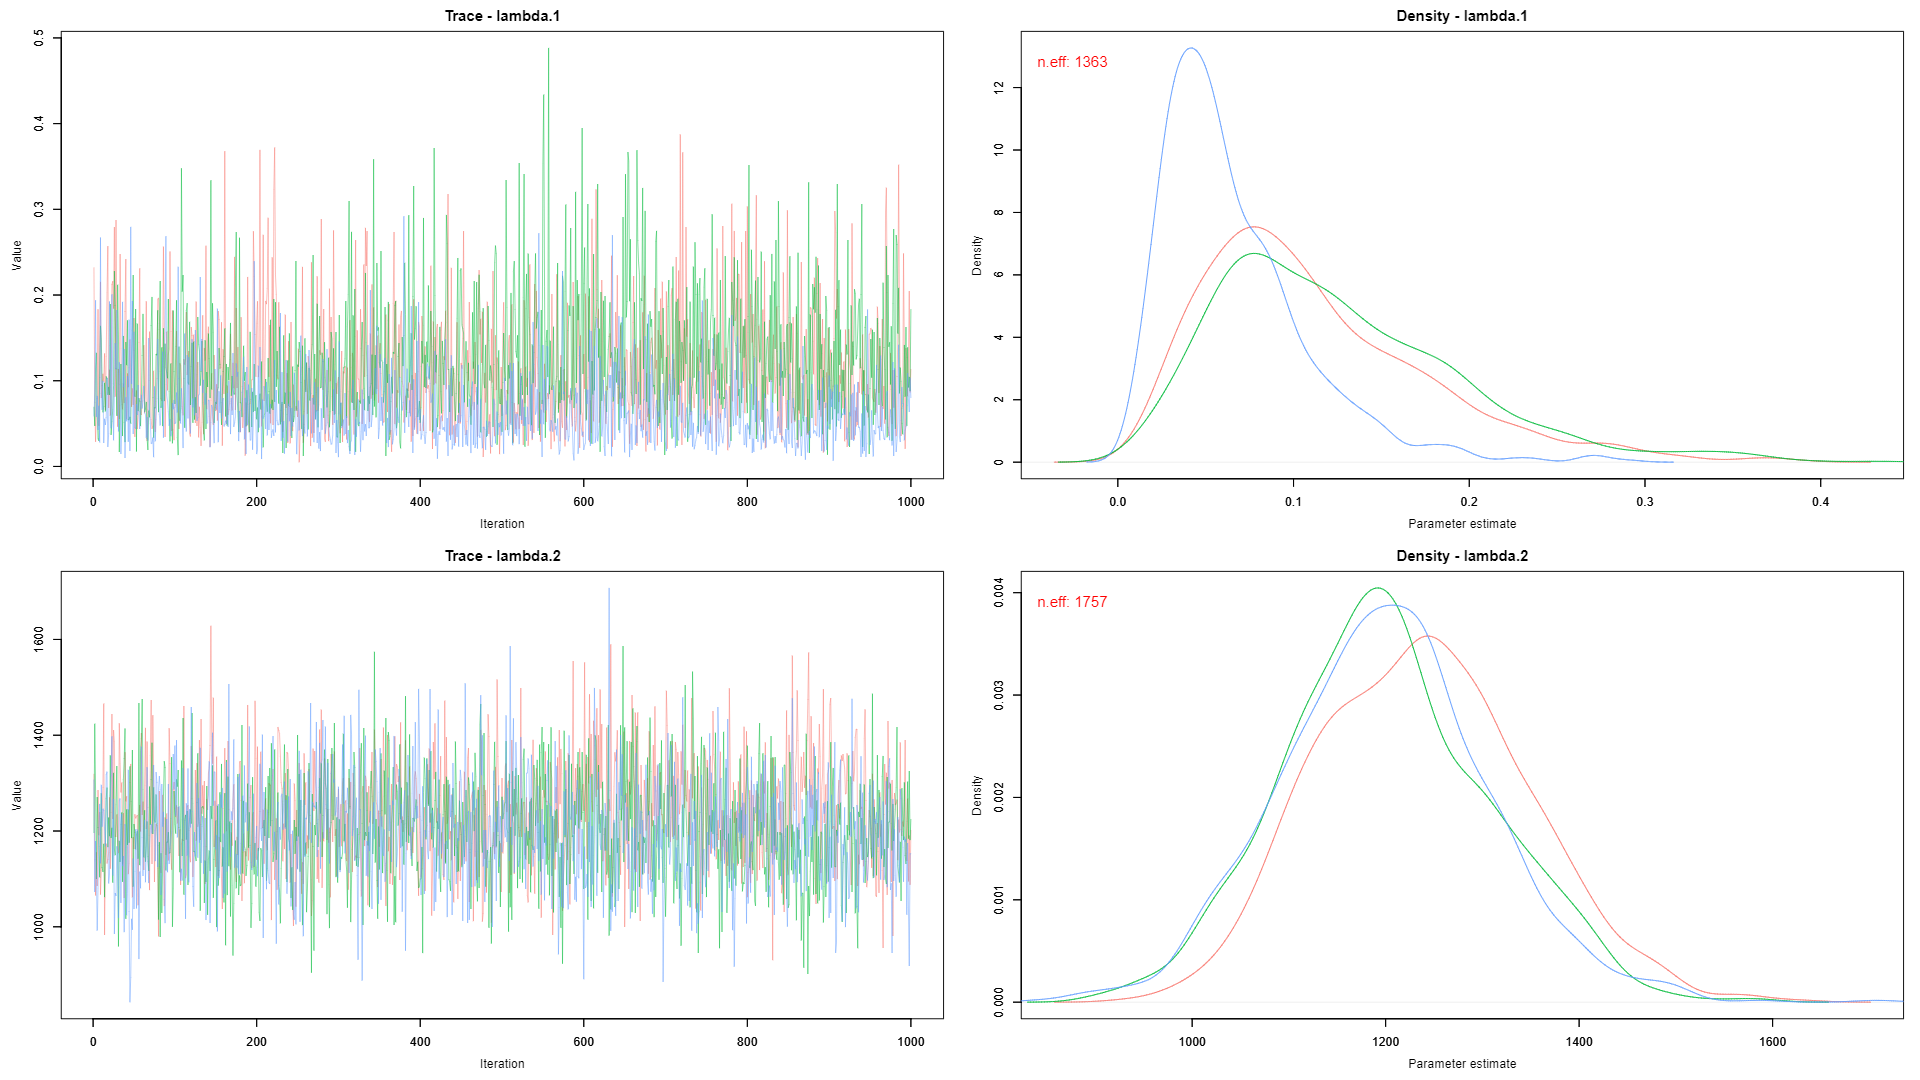 Trace - lambda.1
Value
0.0 0.1 0.2 0.3 0.4 0.5
0 200 400 600 800 1000
Iteration
Density - lambda.1
n.eff: 1363
Density
0 2 4 6 8 10 12
0.0 0.1 0.2 0.3 0.4
Parameter estimate
Trace - lambda.2
Value
1000 1200 1400 1600
0 200 400 600 800 1000
Iteration
Density - lambda.2
n.eff: 1757
Density
0.000 0.001 0.002 0.003 0.004
1000 1200 1400 1600
Parameter estimate